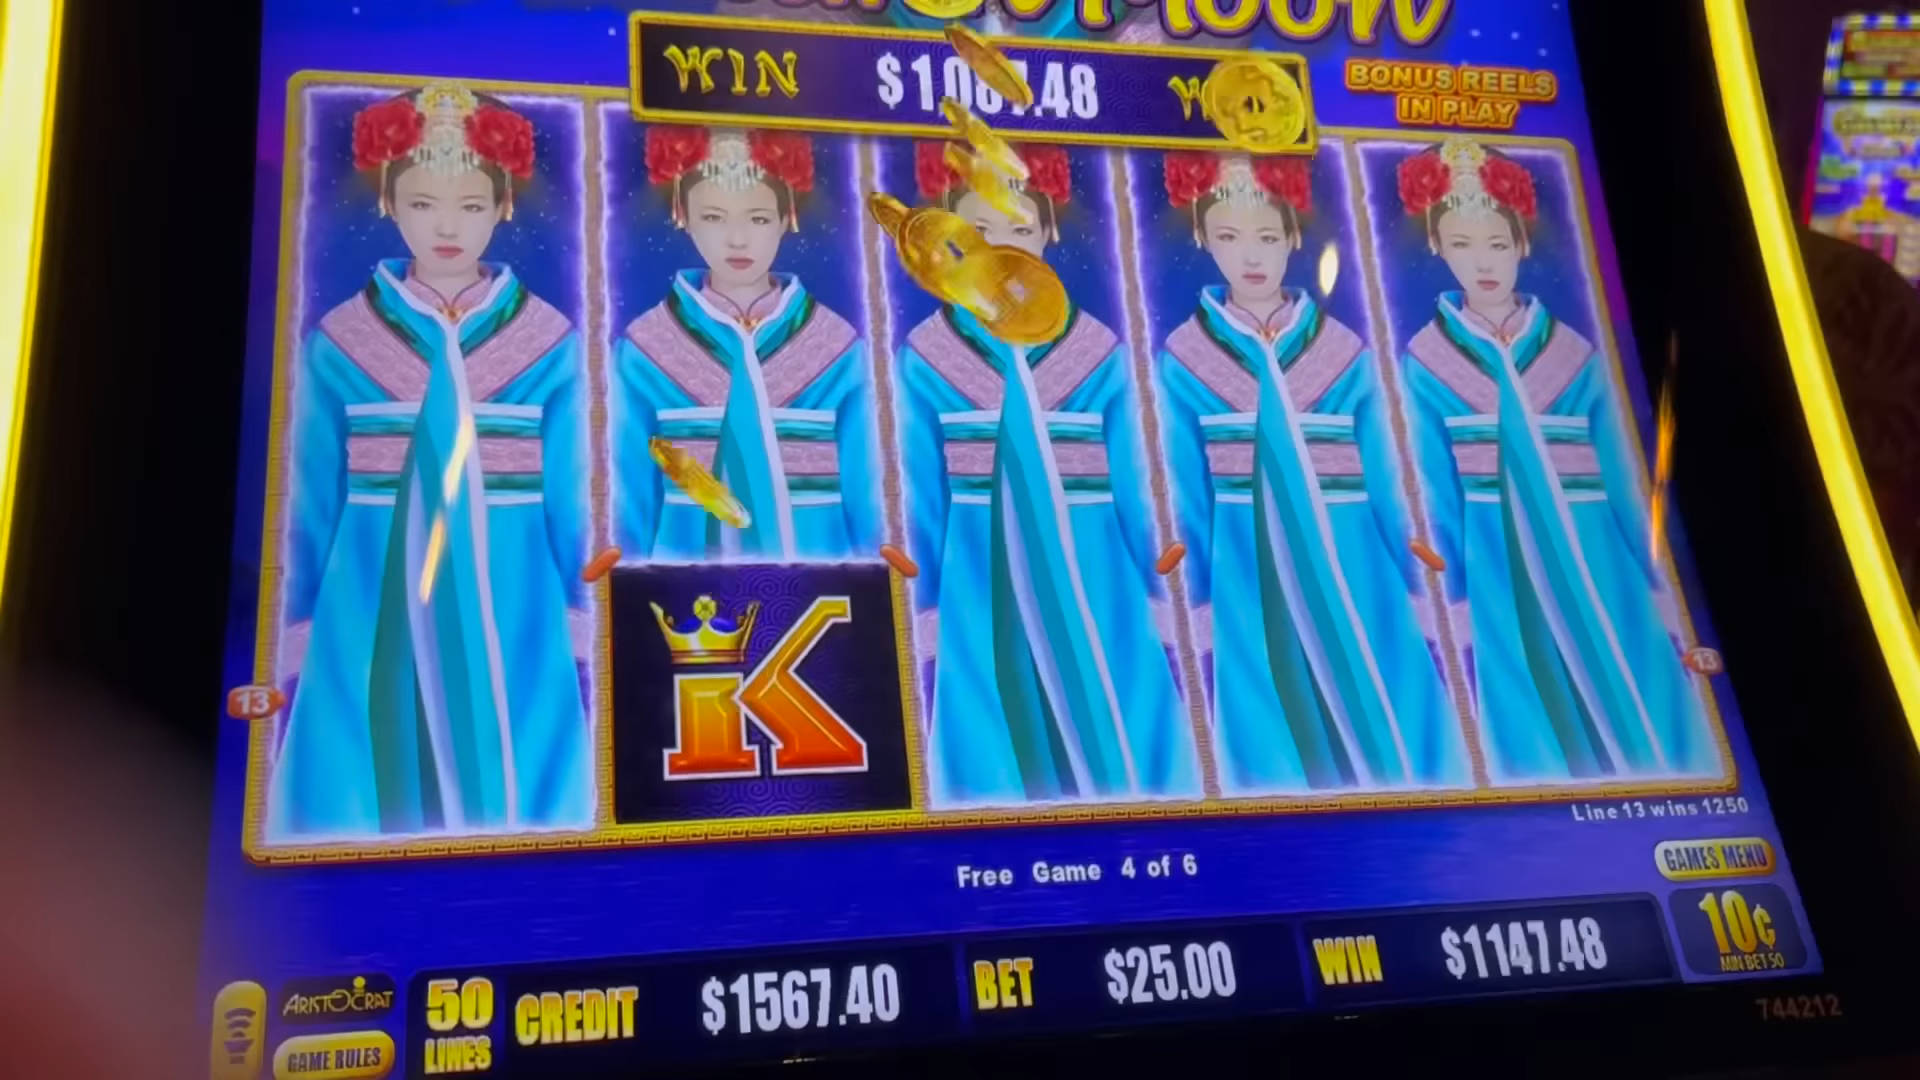 Moon
WIN
BONUS REELS
IN PLAY
13
13
K
Line 13 wins 1250
GAMES MENU
Free Game 4 of 6
ARISTOCRAT
GAME RULES
50
LINES
CREDIT $1567.40
BET $25.00
WIN $1147.48
10¢
MIN BET 50
744212